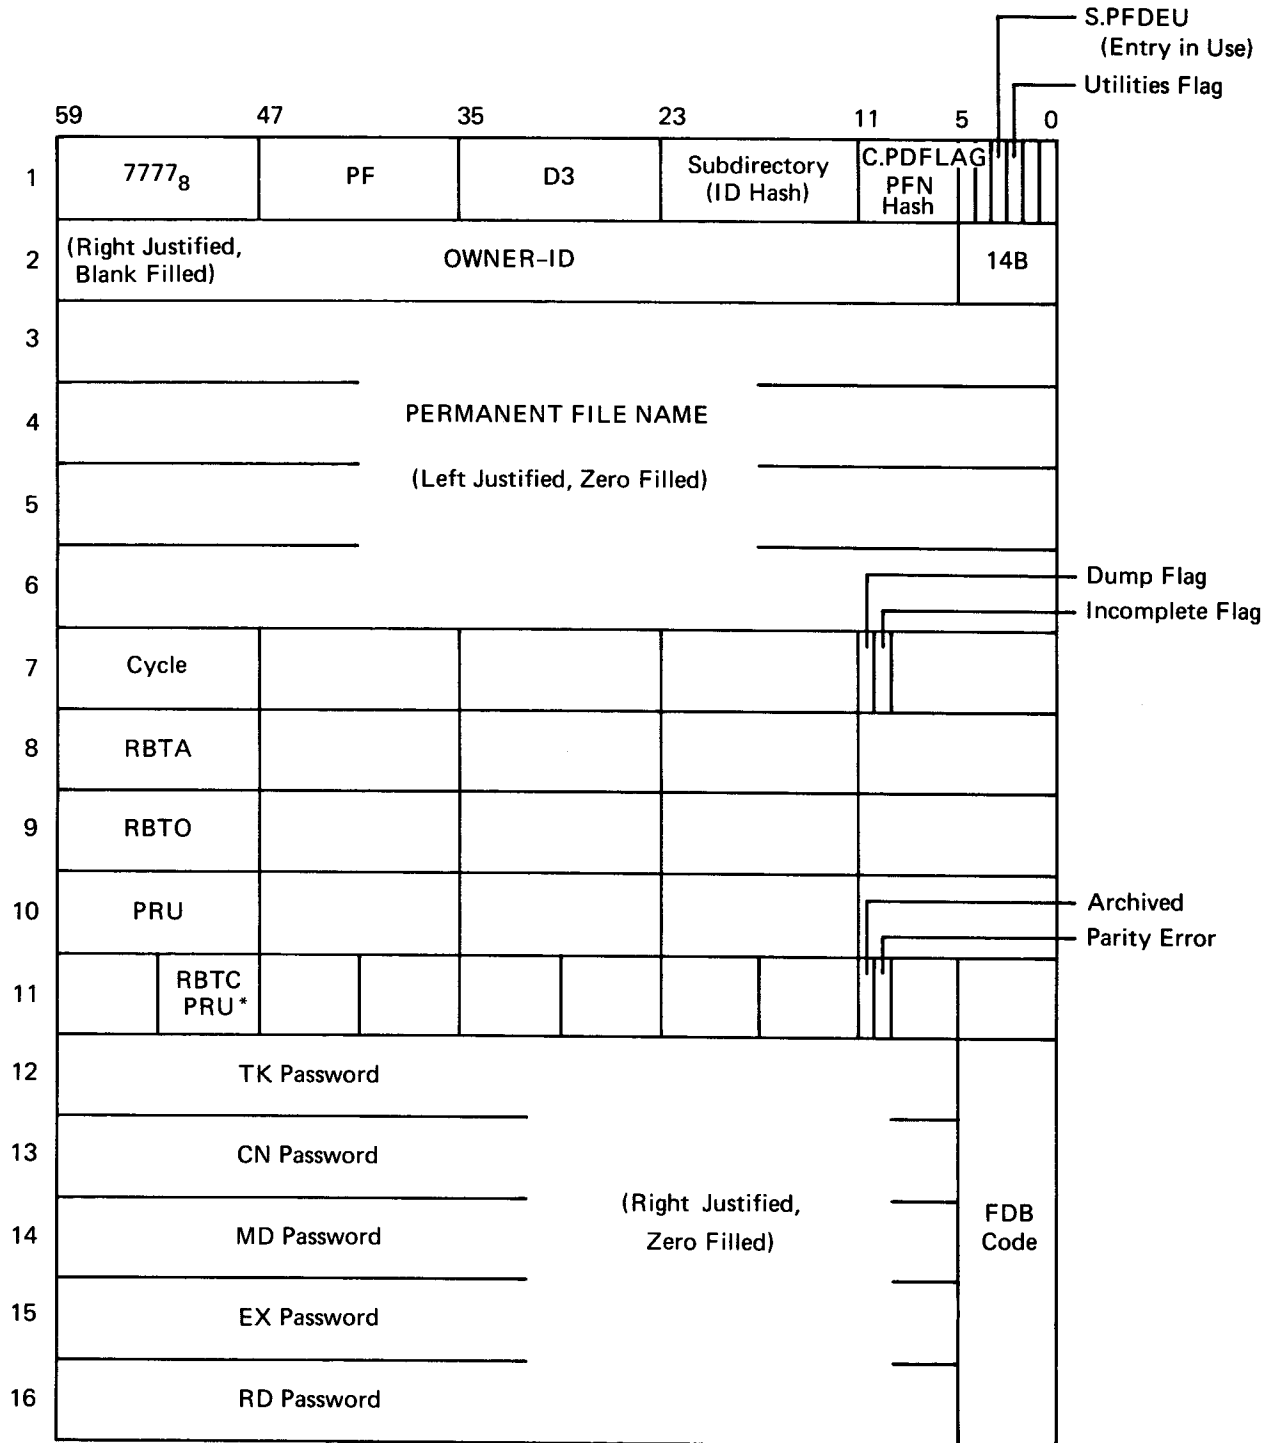 S.PFDEU
(Entry in Use)
Utilities Flag
59 47 35 23 11 5 0
1 7777₈ PF D3 Subdirectory (ID Hash) C.PDFLAG PFN Hash
2 (Right Justified, Blank Filled) OWNER-ID 14B
3
4 PERMANENT FILE NAME
5 (Left Justified, Zero Filled)
6
Dump Flag
Incomplete Flag
7 Cycle
8 RBTA
9 RBTO
10 PRU
Archived
Parity Error
11 RBTC PRU*
12 TK Password
13 CN Password
14 MD Password
(Right Justified,
Zero Filled)
FDB
Code
15 EX Password
16 RD Password